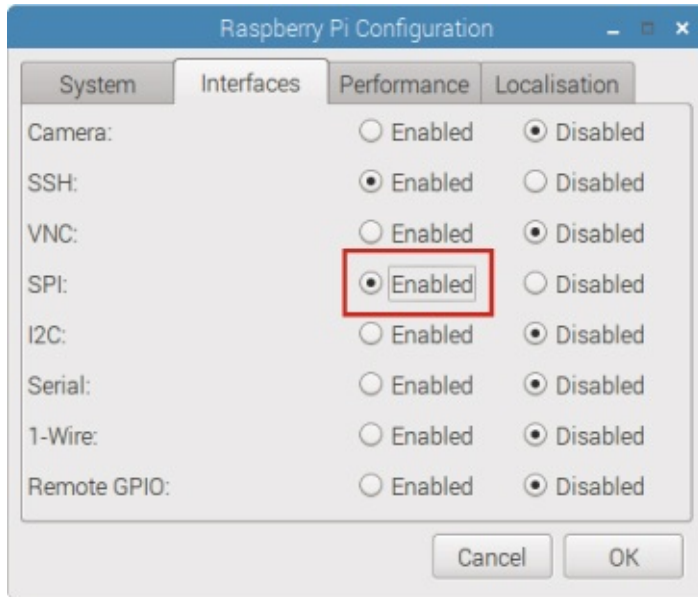 Raspberry Pi Configuration
System Interfaces Performance Localisation
Camera: Enabled Disabled
SSH: Enabled Disabled
VNC: Enabled Disabled
SPI: Enabled Disabled
I2C: Enabled Disabled
Serial: Enabled Disabled
1-Wire: Enabled Disabled
Remote GPIO: Enabled Disabled
Cancel OK